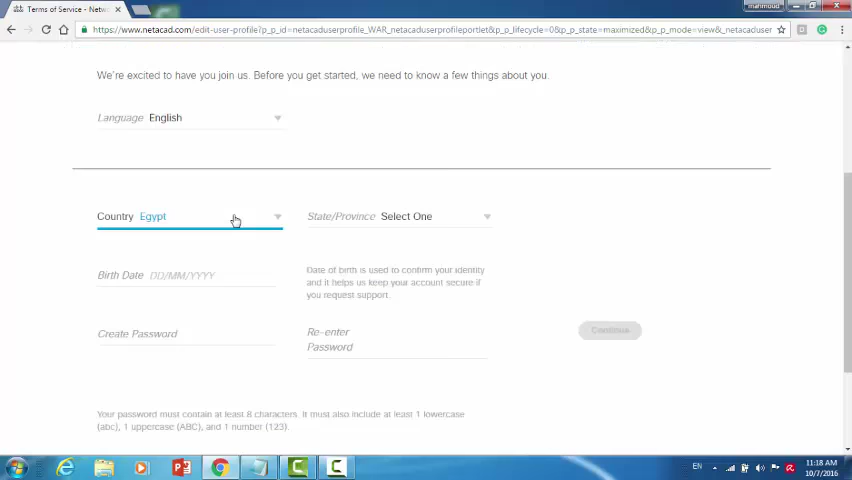 Terms of Service - Netw
mahmoud
https://www.netacad.com/edit-user-profile?p_p_id=netacaduserprofile_WAR_netacaduserprofileportlet&p_p_lifecycle=0&p_p_state=maximized&p_p_mode=view&_netacaduser
We're excited to have you join us. Before you get started, we need to know a few things about you.
Language English
Country Egypt
State/Province Select One
Birth Date DD/MM/YYYY
Date of birth is used to confirm your identity
and it helps us keep your account secure if
you request support.
Create Password
Re-enter
Password
Continue
Your password must contain at least 8 characters. It must also include at least 1 lowercase
(abc), 1 uppercase (ABC), and 1 number (123).
EN
11:18 AM
10/7/2016